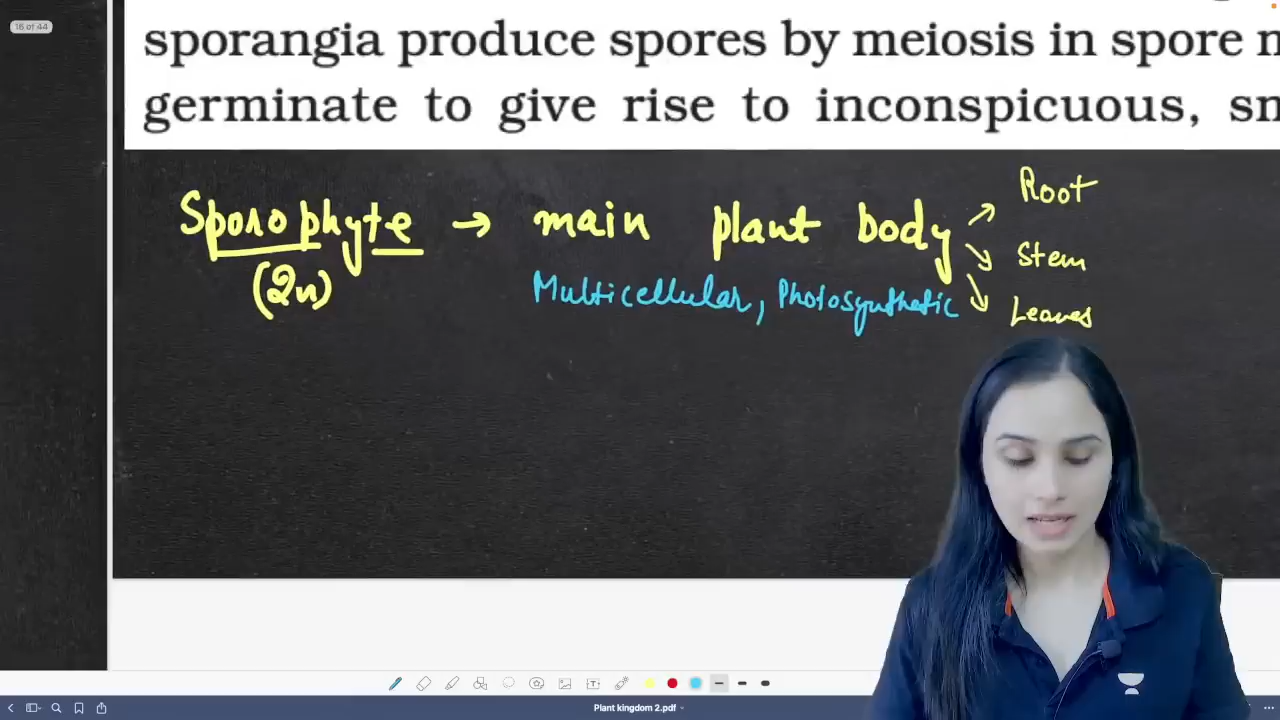 16 of 44
sporangia produce spores by meiosis in spore m
germinate to give rise to inconspicuous, sm
Sporophyte → main plant body
Root
Stem
Leaves
(2n)
Multicellular, Photosynthetic
Plant kingdom 2.pdf